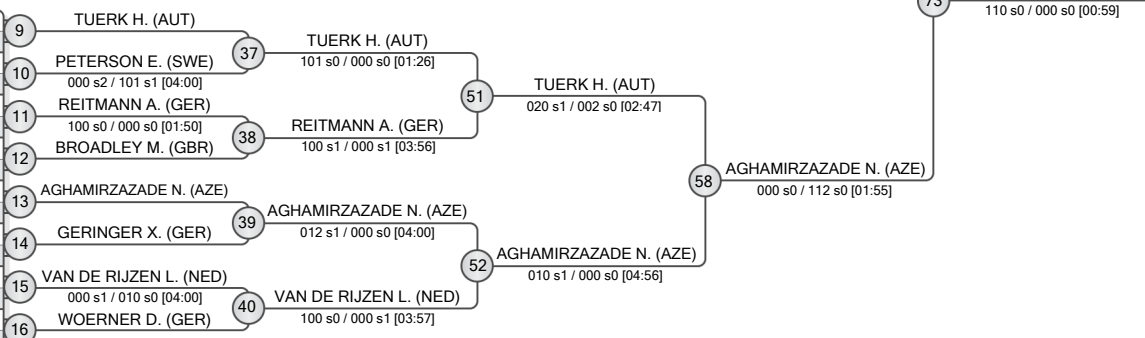 9
TUERK H. (AUT)
10
PETERSON E. (SWE)
000 s2 / 101 s1 [04:00]
11
REITMANN A. (GER)
100 s0 / 000 s0 [01:50]
12
BROADLEY M. (GBR)
13
AGHAMIRZAZADE N. (AZE)
14
GERINGER X. (GER)
15
VAN DE RIJZEN L. (NED)
000 s1 / 010 s0 [04:00]
16
WOERNER D. (GER)
37
TUERK H. (AUT)
101 s0 / 000 s0 [01:26]
38
REITMANN A. (GER)
100 s1 / 000 s1 [03:56]
39
AGHAMIRZAZADE N. (AZE)
012 s1 / 000 s0 [04:00]
40
VAN DE RIJZEN L. (NED)
100 s0 / 000 s1 [03:57]
51
TUERK H. (AUT)
020 s1 / 002 s0 [02:47]
52
AGHAMIRZAZADE N. (AZE)
010 s1 / 000 s0 [04:56]
58
AGHAMIRZAZADE N. (AZE)
000 s0 / 112 s0 [01:55]
73
110 s0 / 000 s0 [00:59]